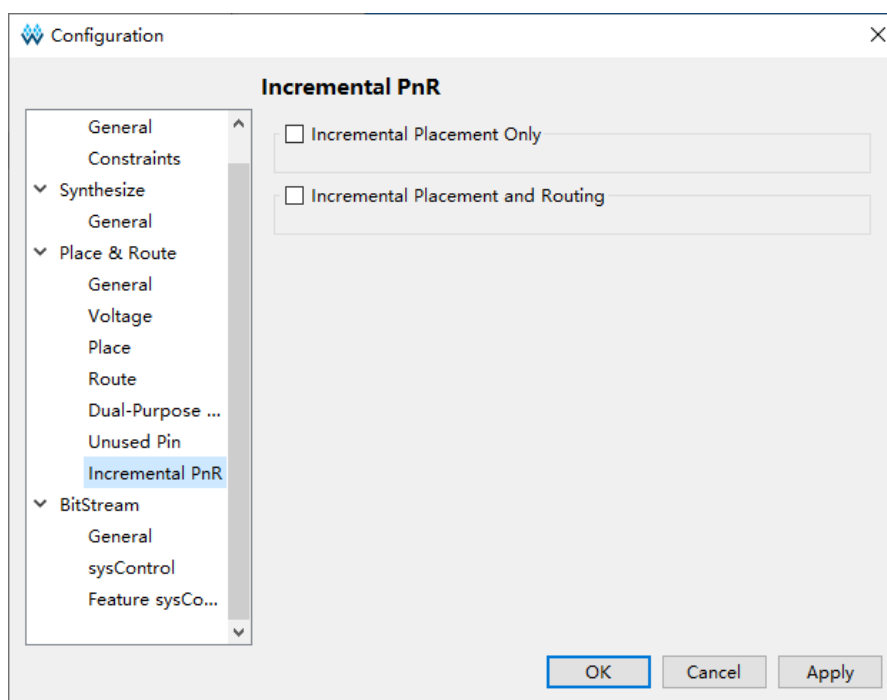 Configuration
Incremental PnR
General
Constraints
Synthesize
General
Place & Route
General
Voltage
Place
Route
Dual-Purpose ...
Unused Pin
Incremental PnR
BitStream
General
sysControl
Feature sysCo...
Incremental Placement Only
Incremental Placement and Routing
OK Cancel Apply